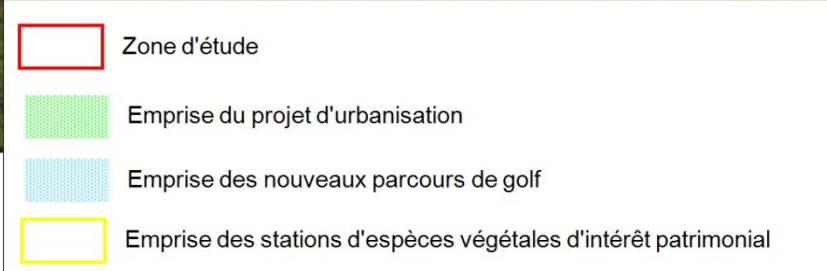 Zone d'étude
Emprise du projet d'urbanisation
Emprise des nouveaux parcours de golf
Emprise des stations d'espèces végétales d'intérêt patrimonial